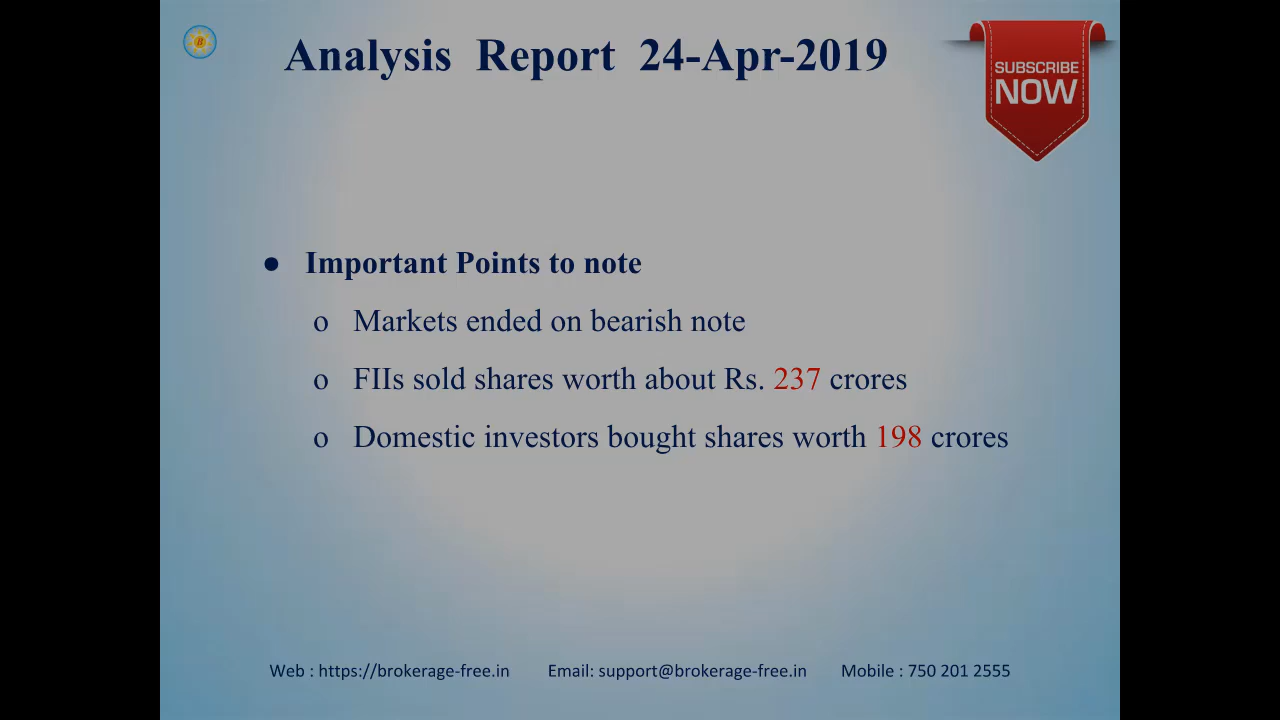 Analysis Report 24-Apr-2019
SUBSCRIBE
NOW
● Important Points to note
o Markets ended on bearish note
o FIIs sold shares worth about Rs. 237 crores
o Domestic investors bought shares worth 198 crores
Web : https://brokerage-free.in Email: support@brokerage-free.in Mobile : 750 201 2555